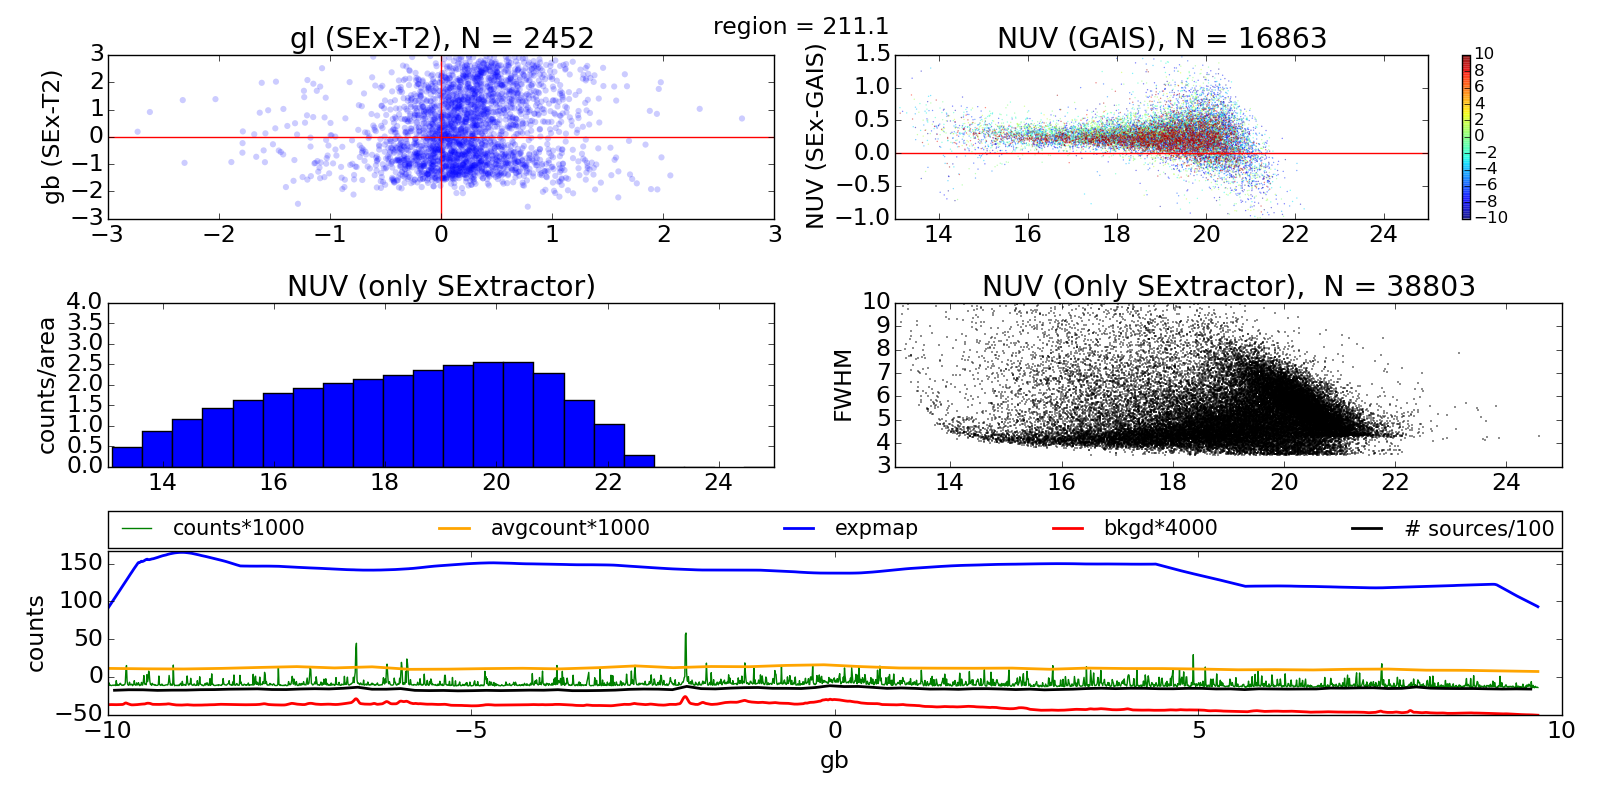 region = 211.1
gl (SEx-T2), N = 2452
gb (SEx-T2)
3
2
1
0
−1
−2
−3
−3 −2 −1 0 1 2 3
NUV (GAIS), N = 16863
NUV (SEx-GAIS)
1.5
1.0
0.5
0.0
−0.5
−1.0
14 16 18 20 22 24
10
8
6
4
2
0
−2
−4
−6
−8
−10
NUV (only SExtractor)
counts/area
4.0
3.5
3.0
2.5
2.0
1.5
1.0
0.5
0.0
14 16 18 20 22 24
NUV (Only SExtractor), N = 38803
FWHM
10
9
8
7
6
5
4
3
14 16 18 20 22 24
counts*1000 avgcount*1000 expmap bkgd*4000 # sources/100
counts
150
100
50
0
−50
−10 −5 0 5 10
gb